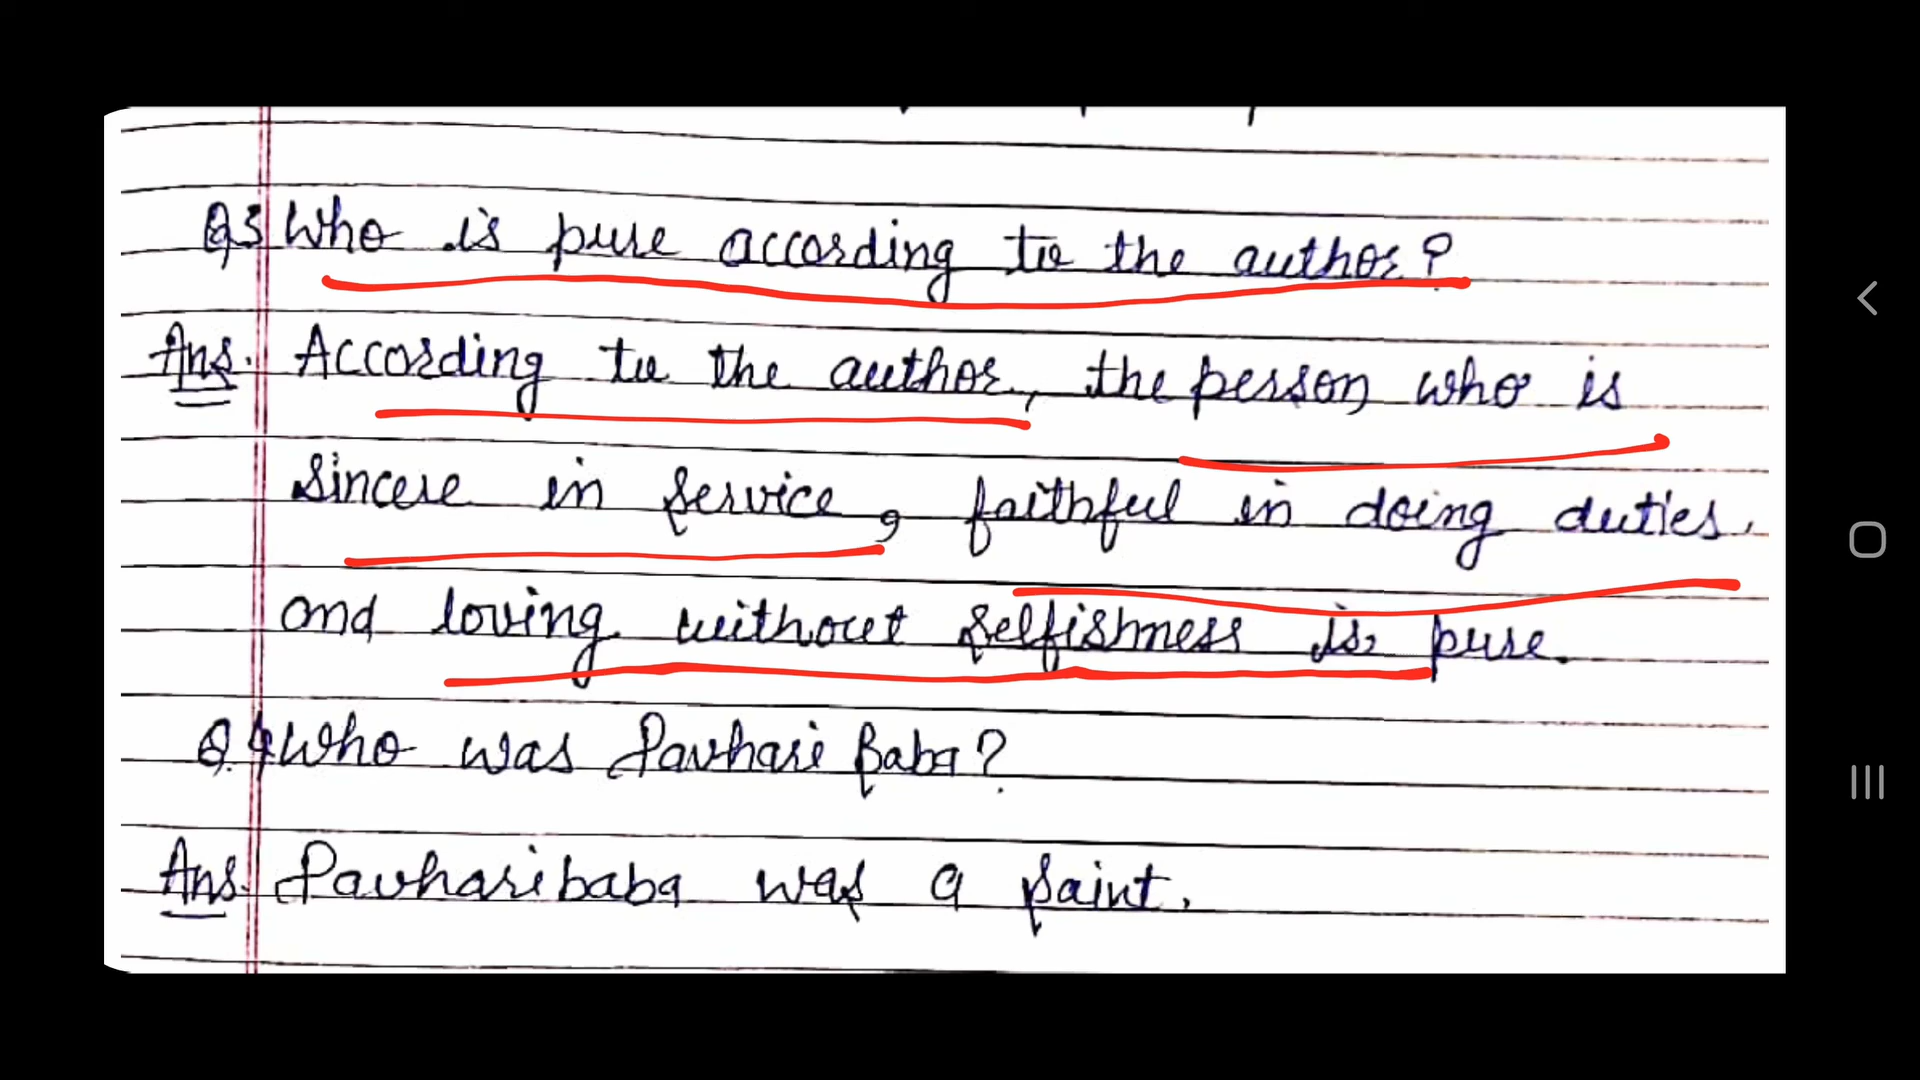 Q3 Who is pure according to the author?
Ans. According to the author, the person who is
sincere in service, faithful in doing duties.
and loving without selfishness is pure.
Q.4 Who was Pavhari Baba?
Ans. Pavharibaba was a saint.